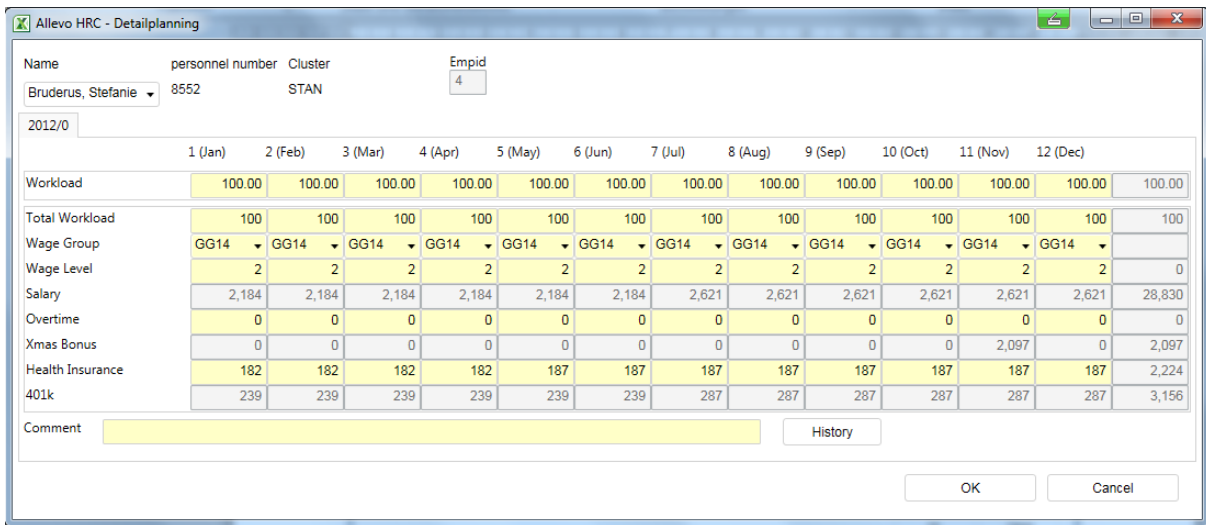 Allevo HRC - Detailplanning
Name personnel number Cluster Empid
Bruderus, Stefanie 8552 STAN 4
2012/0
1 (Jan) 2 (Feb) 3 (Mar) 4 (Apr) 5 (May) 6 (Jun) 7 (Jul) 8 (Aug) 9 (Sep) 10 (Oct) 11 (Nov) 12 (Dec)
Workload 100.00 100.00 100.00 100.00 100.00 100.00 100.00 100.00 100.00 100.00 100.00 100.00 100.00
Total Workload 100 100 100 100 100 100 100 100 100 100 100 100 100
Wage Group GG14 GG14 GG14 GG14 GG14 GG14 GG14 GG14 GG14 GG14 GG14 GG14
Wage Level 2 2 2 2 2 2 2 2 2 2 2 2 0
Salary 2,184 2,184 2,184 2,184 2,184 2,184 2,621 2,621 2,621 2,621 2,621 2,621 28,830
Overtime 0 0 0 0 0 0 0 0 0 0 0 0 0
Xmas Bonus 0 0 0 0 0 0 0 0 0 0 2,097 0 2,097
Health Insurance 182 182 182 182 187 187 187 187 187 187 187 187 2,224
401k 239 239 239 239 239 239 287 287 287 287 287 287 3,156
Comment History
OK Cancel